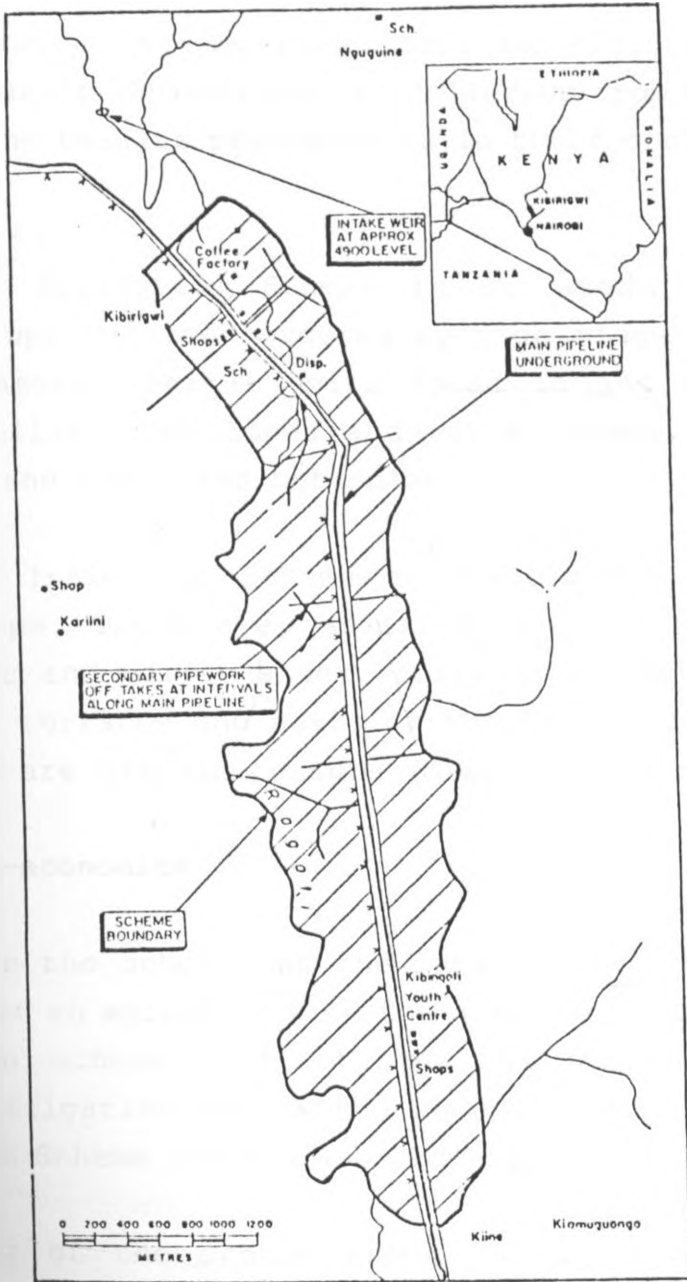 Sch.
Nguguine
ETHIOPIA
UGANDA
KENYA
SOMALIA
KIBIRIGWI
NAIROBI
TANZANIA
INTAKE WEIR
AT APPROX
4900 LEVEL
Coffee
Factory
Kibirigwi
Shops
Sch
Disp.
MAIN PIPELINE
UNDERGROUND
Shop
Kariini
SECONDARY PIPEWORK
OFF TAKES AT INTERVALS
ALONG MAIN PIPELINE
SCHEME
BOUNDARY
Kibingoti
Youth
Centre
Shops
0 200 400 600 800 1000 1200
METRES
Kiine
Kiamuguongo